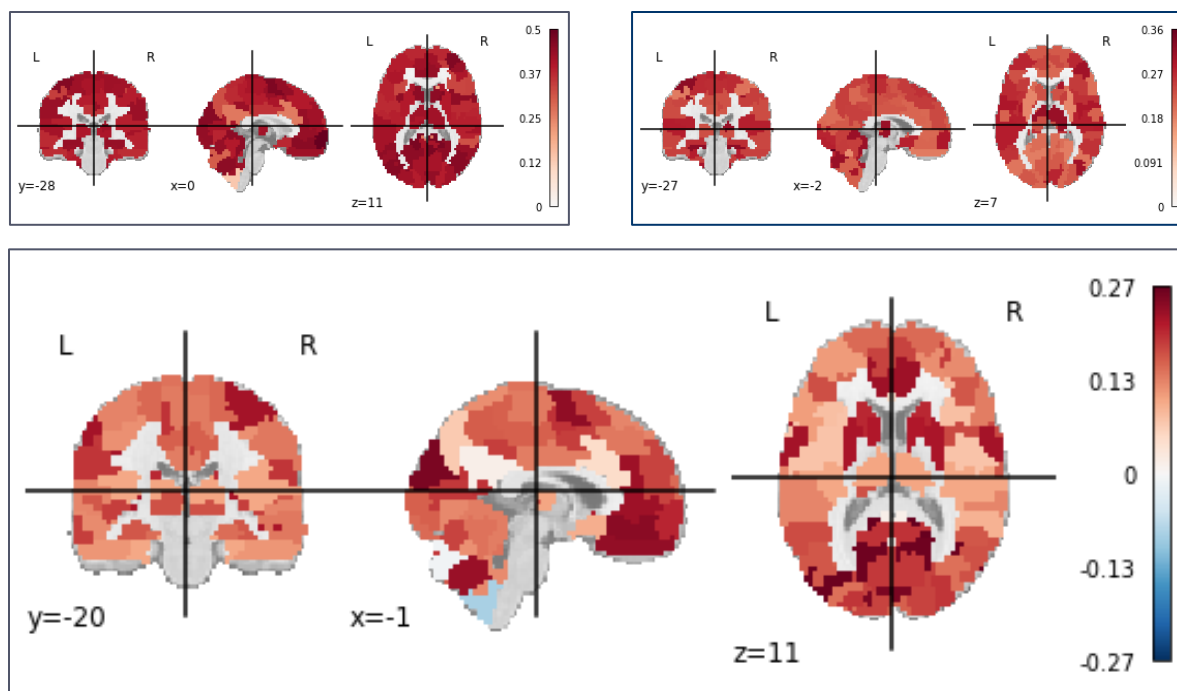 L R
0.5
0.37
0.25
0.12
0
y=-28 x=0 z=11
L R
0.36
0.27
0.18
0.091
0
y=-27 x=-2 z=7
L R
L R
0.27
0.13
0
-0.13
-0.27
y=-20 x=-1 z=11